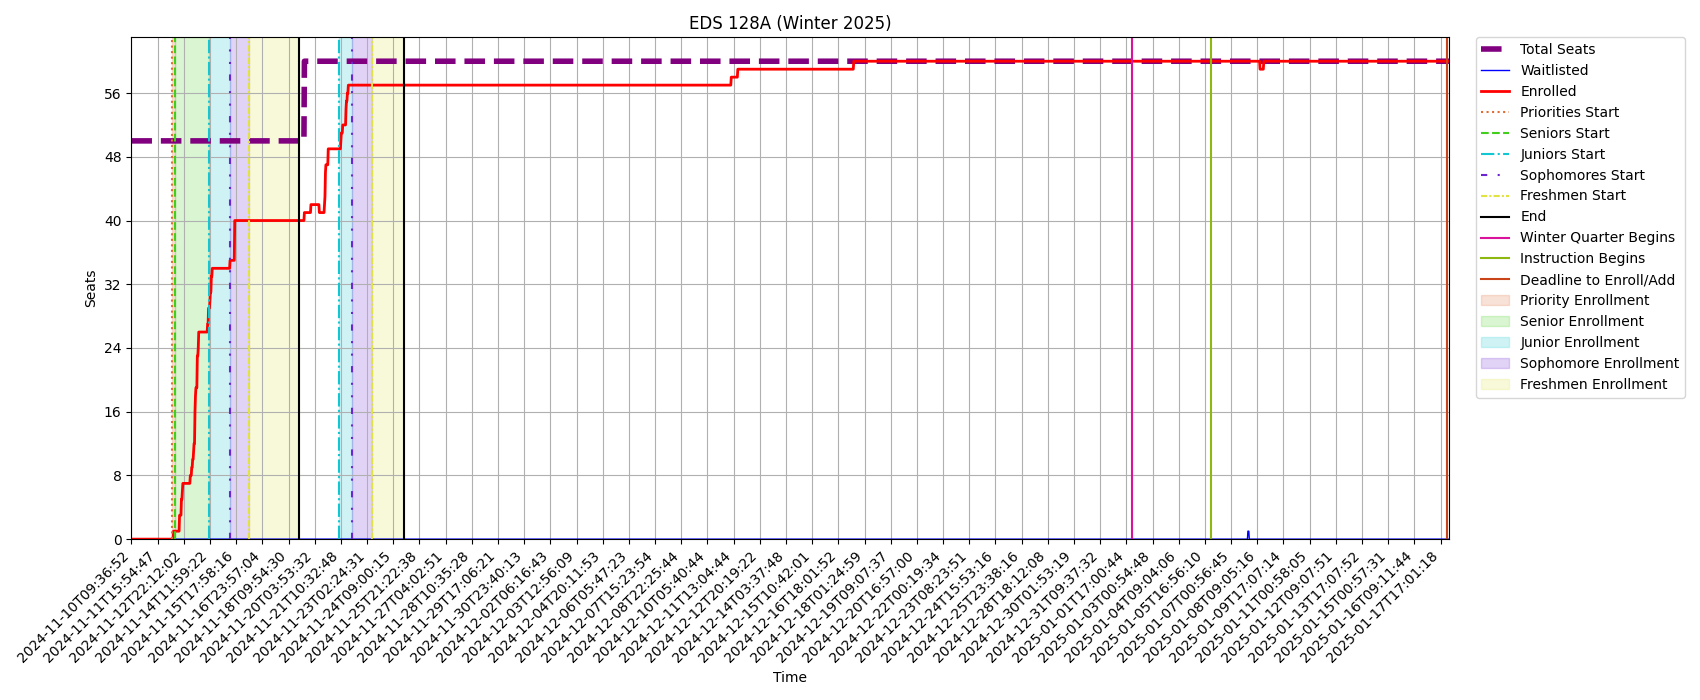 EDS 128A (Winter 2025)
Seats
56
48
40
32
24
16
8
0
2024-11-10T09:36:52
2024-11-11T15:54:47
2024-11-12T22:12:02
2024-11-14T11:59:22
2024-11-15T17:58:16
2024-11-16T23:57:04
2024-11-18T09:54:30
2024-11-20T03:53:32
2024-11-21T10:32:48
2024-11-23T02:24:31
2024-11-24T09:00:15
2024-11-25T21:22:38
2024-11-27T04:02:51
2024-11-28T10:35:28
2024-11-29T17:06:21
2024-11-30T23:40:13
2024-12-02T06:16:43
2024-12-03T12:56:09
2024-12-04T20:11:53
2024-12-06T05:47:23
2024-12-07T15:23:54
2024-12-08T22:25:44
2024-12-10T05:40:44
2024-12-11T13:04:44
2024-12-12T20:19:22
2024-12-14T03:37:48
2024-12-15T10:42:01
2024-12-16T18:01:52
2024-12-18T01:24:59
2024-12-19T09:07:37
2024-12-20T16:57:00
2024-12-22T00:19:34
2024-12-23T08:23:51
2024-12-24T15:53:16
2024-12-25T23:38:16
2024-12-28T18:12:08
2024-12-30T01:53:19
2024-12-31T09:37:32
2025-01-01T17:00:44
2025-01-03T00:54:48
2025-01-04T09:04:06
2025-01-05T16:56:10
2025-01-07T00:56:45
2025-01-08T09:05:16
2025-01-09T17:07:14
2025-01-11T00:58:05
2025-01-12T09:07:51
2025-01-13T17:07:52
2025-01-15T00:57:31
2025-01-16T09:11:44
2025-01-17T17:01:18
Time
Total Seats
Waitlisted
Enrolled
Priorities Start
Seniors Start
Juniors Start
Sophomores Start
Freshmen Start
End
Winter Quarter Begins
Instruction Begins
Deadline to Enroll/Add
Priority Enrollment
Senior Enrollment
Junior Enrollment
Sophomore Enrollment
Freshmen Enrollment